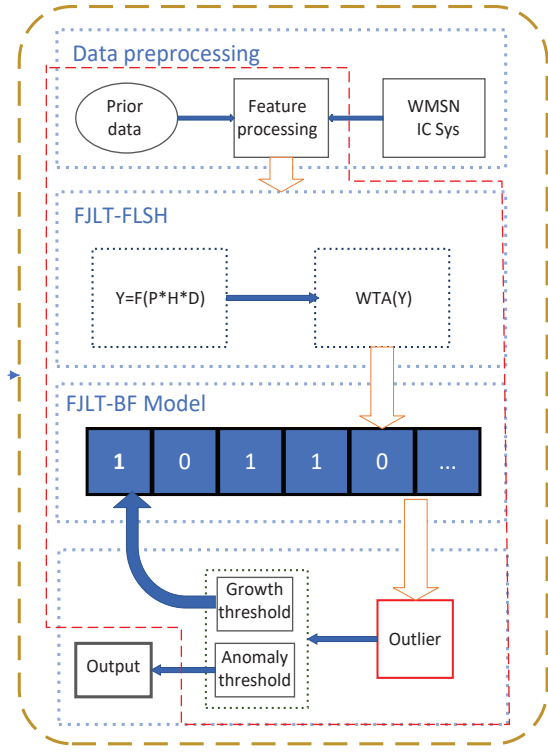 Data preprocessing
Prior
data
Feature
processing
WMSN
IC Sys
FJLT-FLSH
Y=F(P*H*D)
WTA(Y)
FJLT-BF Model
1 0 1 1 0 ...
Growth
threshold
Outlier
Output
Anomaly
threshold